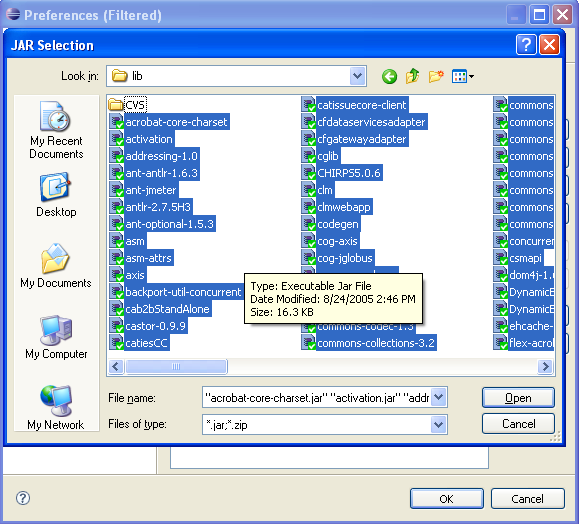 Preferences (Filtered)
JAR Selection
Look in:
lib
My Recent
Documents
Desktop
My Documents
My Computer
My Network
CVS
acrobat-core-charset
activation
addressing-1.0
ant-antlr-1.6.3
ant-jmeter
antlr-2.7.5H3
ant-optional-1.5.3
asm
asm-attrs
axis
backport-util-concurrent
cab2bStandAlone
castor-0.9.9
catiesCC
catissuecore-client
cfdataservicesadapter
cfgatewayadapter
cglib
CHIRPS5.0.6
clm
clmwebapp
codegen
cog-axis
cog-jglobus
commons-codec-1.3
commons-collections-3.2
commons
commons
commons
commons
commons
commons
commons
commons
concurren
csmapi
dom4j-1.6
DynamicE
DynamicE
ehcache-
flex-acrol
Type: Executable Jar File
Date Modified: 8/24/2005 2:46 PM
Size: 16.3 KB
File name:
"acrobat-core-charset.jar" "activation.jar" "addr
Open
Files of type:
*.jar;*.zip
Cancel
?
OK
Cancel